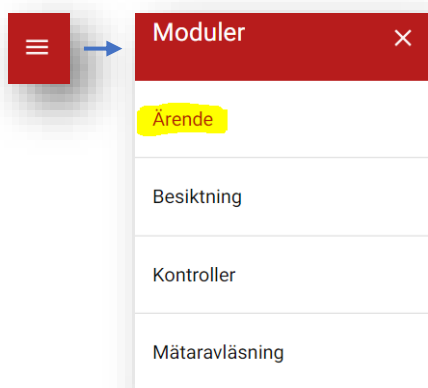 Moduler
Ärende
Besiktning
Kontroller
Mätaravläsning